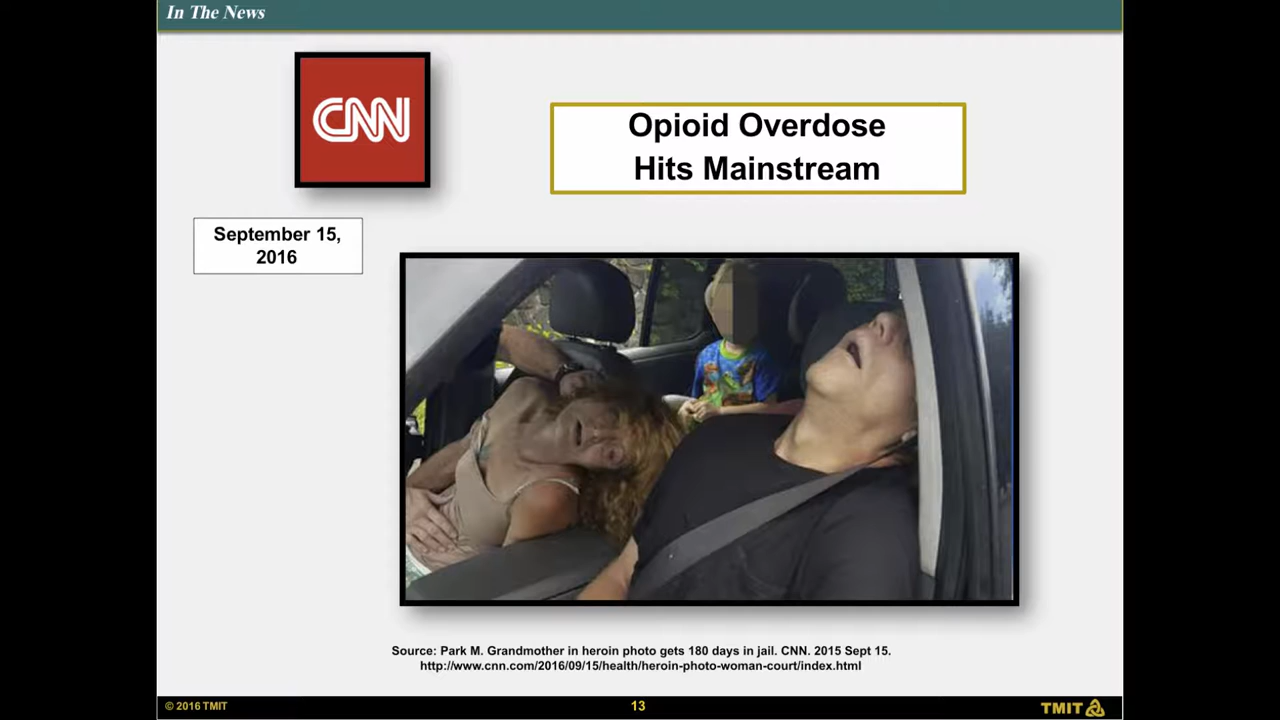 In The News
CNN
Opioid Overdose
Hits Mainstream
September 15,
2016
Source: Park M. Grandmother in heroin photo gets 180 days in jail. CNN. 2015 Sept 15.
http://www.cnn.com/2016/09/15/health/heroin-photo-woman-court/index.html
© 2016 TMIT
13
TMIT